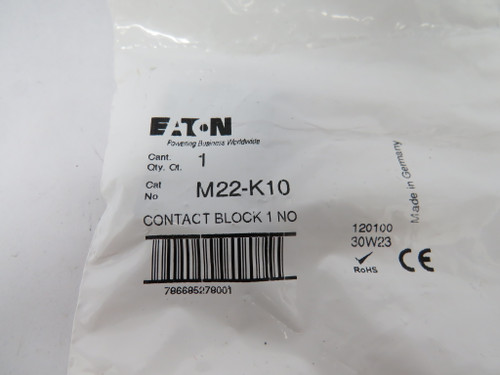 EATON
Powering Business Worldwide
Cant. 1
Qty. Qt.
Cat No M22-K10
CONTACT BLOCK 1 NO
786685278001
120100
30W23
RoHS CE
Made in Germany